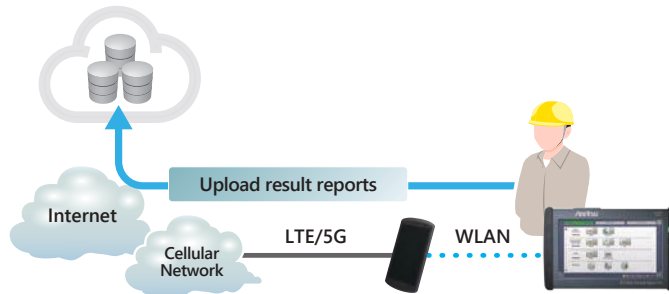 Upload result reports
Internet
Cellular
Network
LTE/5G
WLAN
Anritsu